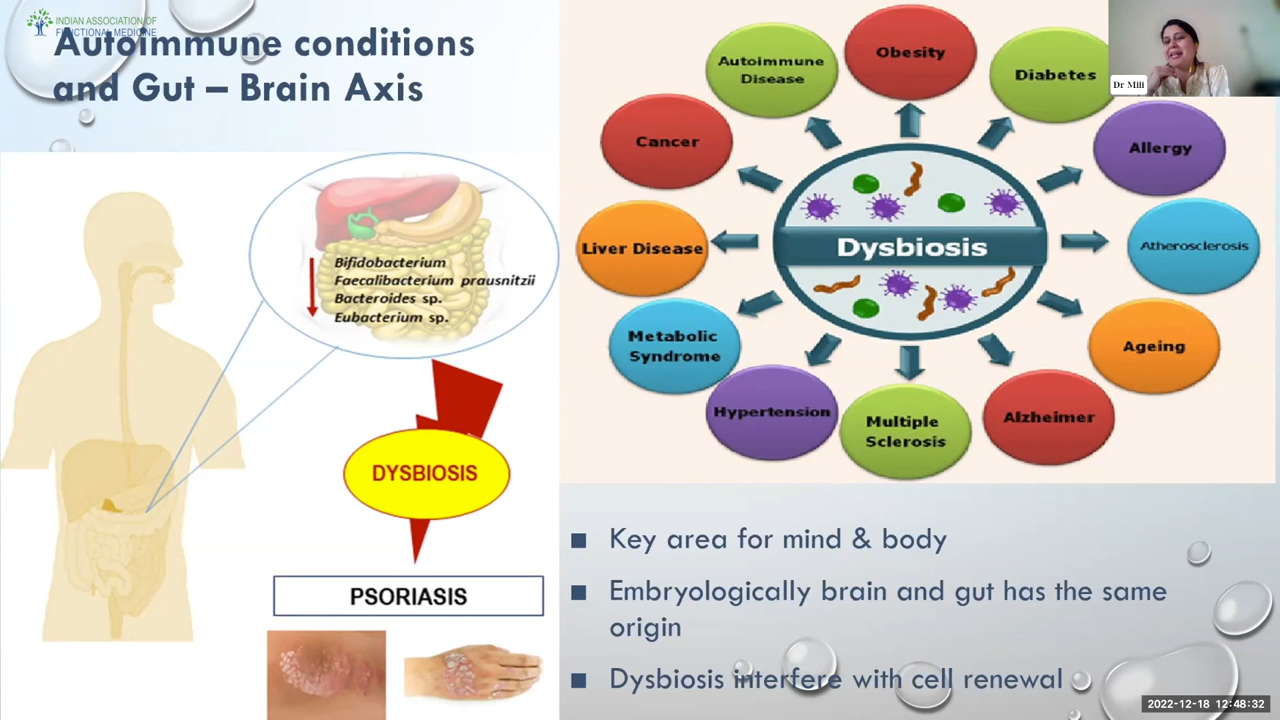 INDIAN ASSOCIATION OF
FUNCTIONAL MEDICINE
Autoimmune conditions
and Gut – Brain Axis
Bifidobacterium
Faecalibacterium prausnitzii
Bacteroides sp.
Eubacterium sp.
DYSBIOSIS
PSORIASIS
Autoimmune
Disease
Obesity
Diabetes
Cancer
Allergy
Liver Disease
Dysbiosis
Atherosclerosis
Metabolic
Syndrome
Ageing
Hypertension
Multiple
Sclerosis
Alzheimer
■ Key area for mind & body
■ Embryologically brain and gut has the same
origin
■ Dysbiosis interfere with cell renewal
Dr Mili
2022-12-18 12:48:32